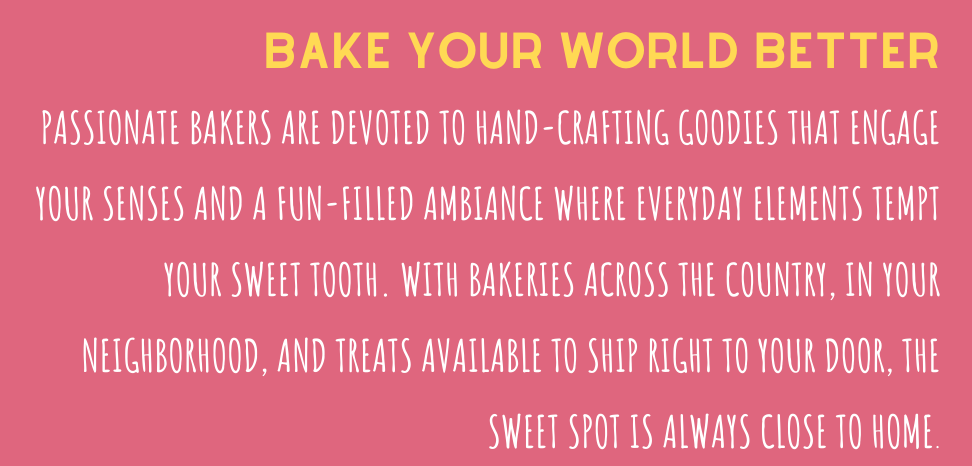 BAKE YOUR WORLD BETTER
PASSIONATE BAKERS ARE DEVOTED TO HAND-CRAFTING GOODIES THAT ENGAGE
YOUR SENSES AND A FUN-FILLED AMBIANCE WHERE EVERYDAY ELEMENTS TEMPT
YOUR SWEET TOOTH. WITH BAKERIES ACROSS THE COUNTRY, IN YOUR
NEIGHBORHOOD, AND TREATS AVAILABLE TO SHIP RIGHT TO YOUR DOOR, THE
SWEET SPOT IS ALWAYS CLOSE TO HOME.